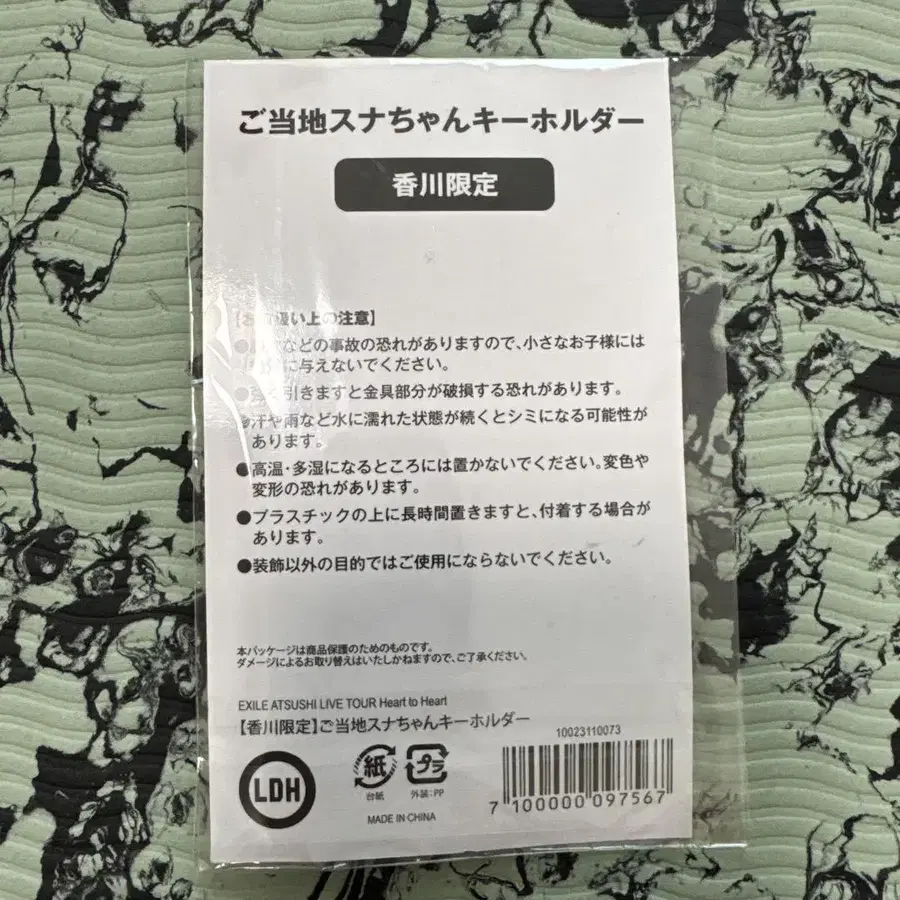 ご当地スナちゃんキーホルダー
香川限定
【お取扱い上の注意】
などの事故の恐れがありますので、小さなお子様には
に与えないでください。
引きますと金具部分が破損する恐れがあります。
●汗や雨など水に濡れた状態が続くとシミになる可能性が
あります。
●高温・多湿になるところには置かないでください。変色や
変形の恐れがあります。
●プラスチックの上に長時間置きますと、付着する場合が
あります。
●装飾以外の目的ではご使用にならないでください。
本パッケージは商品保護のためのものです。
ダメージによるお取り替えはいたしかねますので、ご了承ください。
EXILE ATSUSHI LIVE TOUR Heart to Heart
【香川限定】ご当地スナちゃんキーホルダー
10023110073
LDH
紙
台紙
プラ
外装:PP
7 100000 097567
MADE IN CHINA